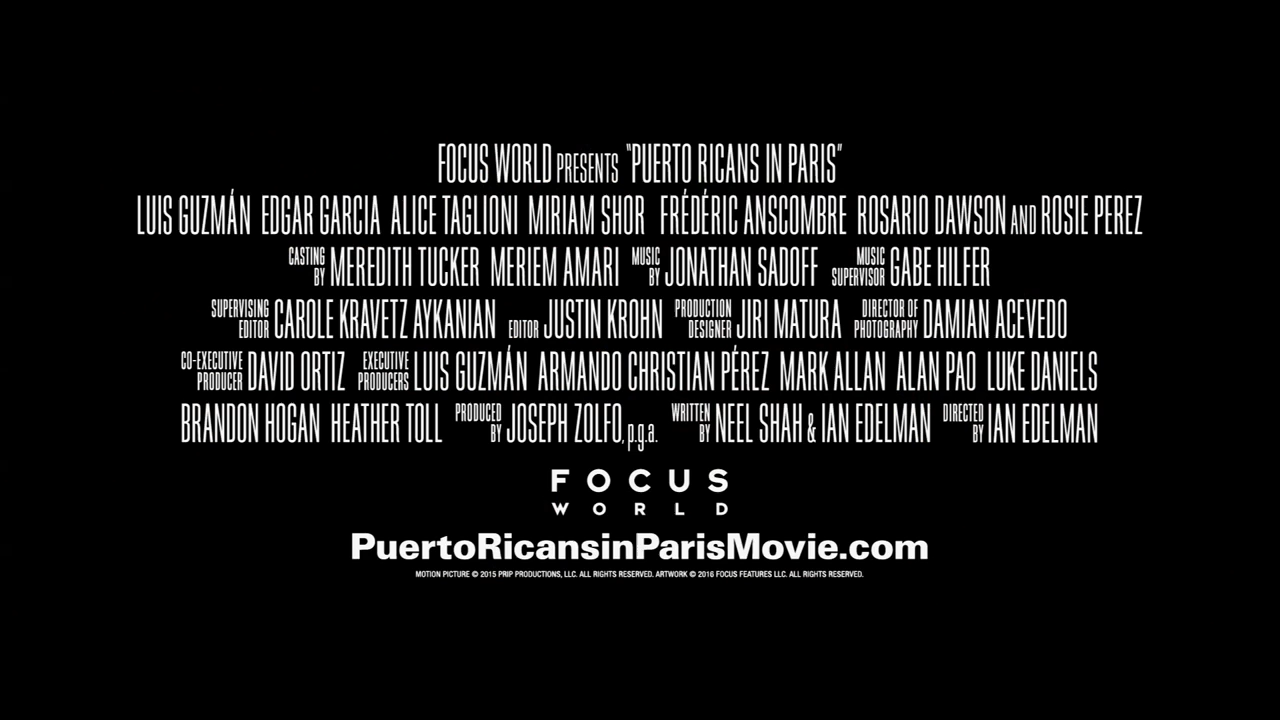 FOCUS WORLD PRESENTS "PUERTO RICANS IN PARIS"
LUIS GUZMÁN EDGAR GARCIA ALICE TAGLIONI MIRIAM SHOR FRÉDÉRIC ANSCOMBRE ROSARIO DAWSON AND ROSIE PEREZ
CASTING BY MEREDITH TUCKER MERIEM AMARI MUSIC BY JONATHAN SADOFF MUSIC SUPERVISOR GABE HILFER
SUPERVISING EDITOR CAROLE KRAVETZ AYKANIAN EDITOR JUSTIN KROHN PRODUCTION DESIGNER JIRI MATURA DIRECTOR OF PHOTOGRAPHY DAMIAN ACEVEDO
CO-EXECUTIVE PRODUCER DAVID ORTIZ EXECUTIVE PRODUCERS LUIS GUZMÁN ARMANDO CHRISTIAN PÉREZ MARK ALLAN ALAN PAO LUKE DANIELS
BRANDON HOGAN HEATHER TOLL PRODUCED BY JOSEPH ZOLFO, p.g.a. WRITTEN BY NEEL SHAH & IAN EDELMAN DIRECTED BY IAN EDELMAN
FOCUS
WORLD
PuertoRicansinParisMovie.com
MOTION PICTURE © 2015 PRIP PRODUCTIONS, LLC. ALL RIGHTS RESERVED. ARTWORK © 2016 FOCUS FEATURES LLC. ALL RIGHTS RESERVED.